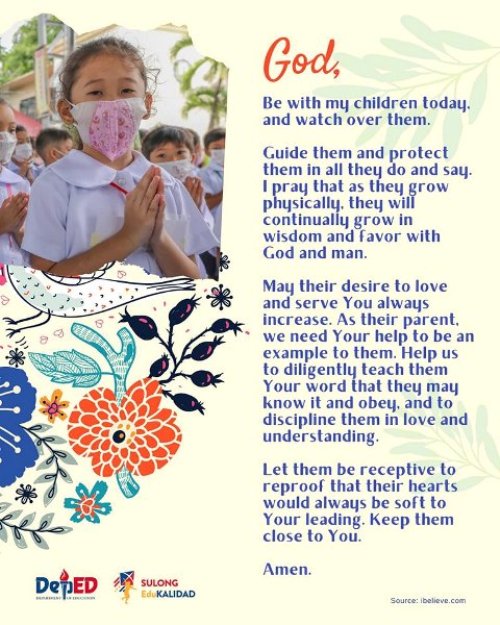 God,
Be with my children today,
and watch over them.
Guide them and protect
them in all they do and say.
I pray that as they grow
physically, they will
continually grow in
wisdom and favor with
God and man.
May their desire to love
and serve You always
increase. As their parent,
we need Your help to be an
example to them. Help us
to diligently teach them
Your word that they may
know it and obey, and to
discipline them in love and
understanding.
Let them be receptive to
reproof that their hearts
would always be soft to
Your leading. Keep them
close to You.
Amen.
DepED
DEPARTMENT OF EDUCATION
SULONG
EduKALIDAD
Source: ibelieve.com